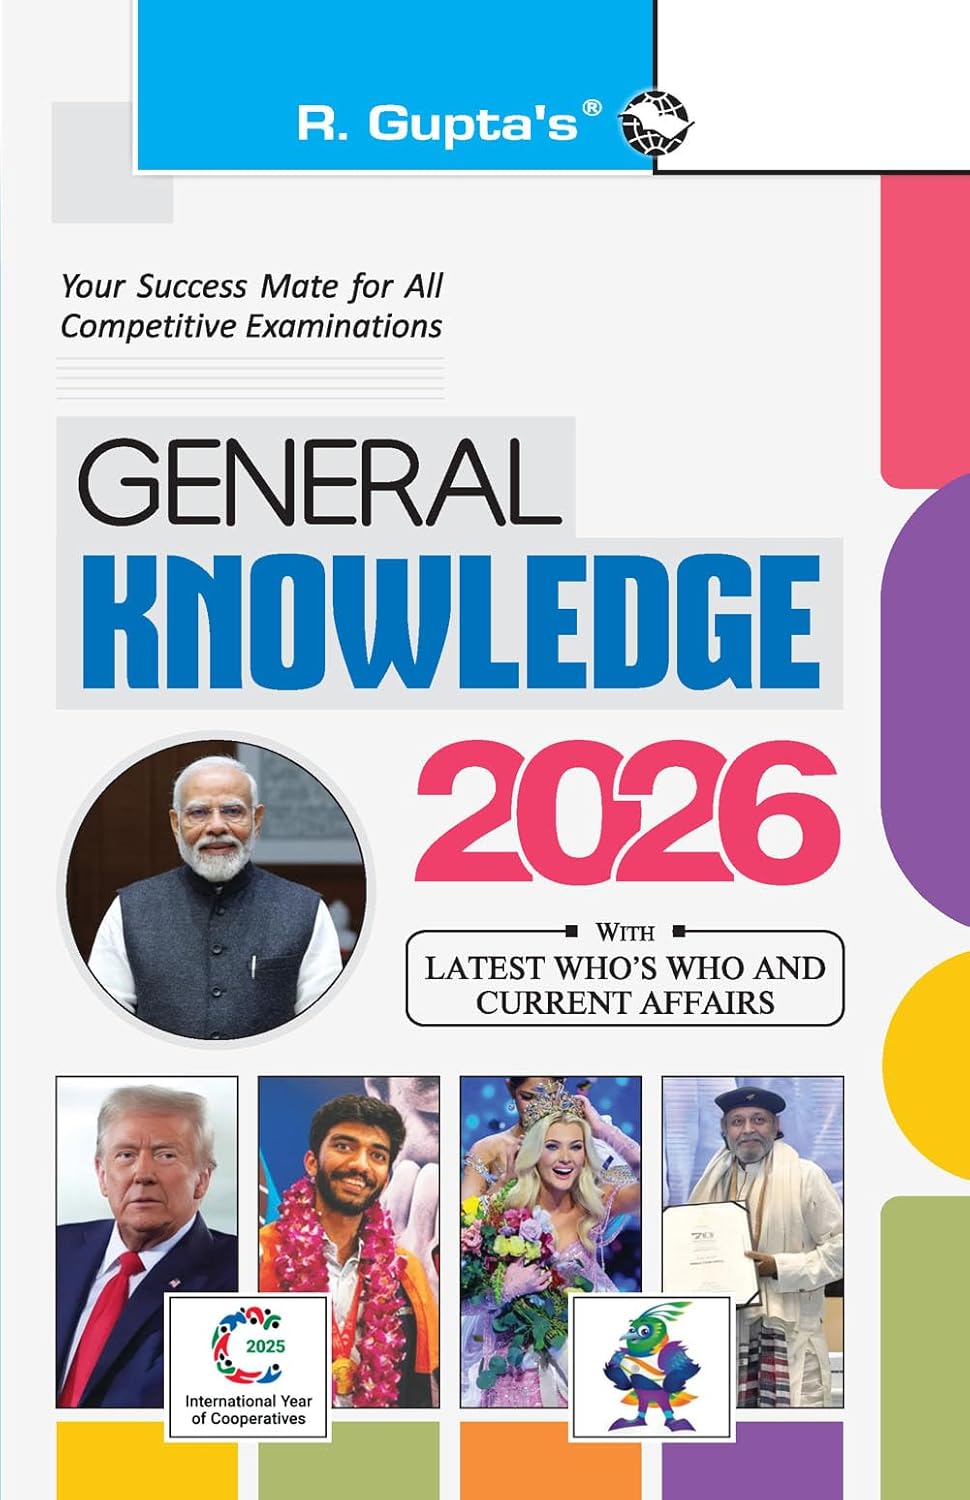 R. Gupta's®
Your Success Mate for All
Competitive Examinations
GENERAL
KNOWLEDGE
2026
WITH
LATEST WHO'S WHO AND
CURRENT AFFAIRS
2025
International Year
of Cooperatives